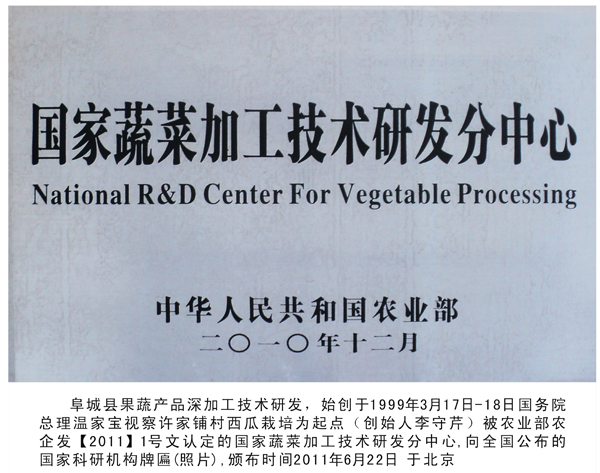 国家蔬菜加工技术研发分中心
National R&D Center For Vegetable Processing
中华人民共和国农业部
二〇一〇年十二月
阜城县果蔬产品深加工技术研发，始创于1999年3月17日-18日国务院
总理温家宝视察许家铺村西瓜栽培为起点（创始人李守芹）被农业部农
企发【2011】1号文认定的国家蔬菜加工技术研发分中心,向全国公布的
国家科研机构牌匾(照片),颁布时间2011年6月22日 于北京